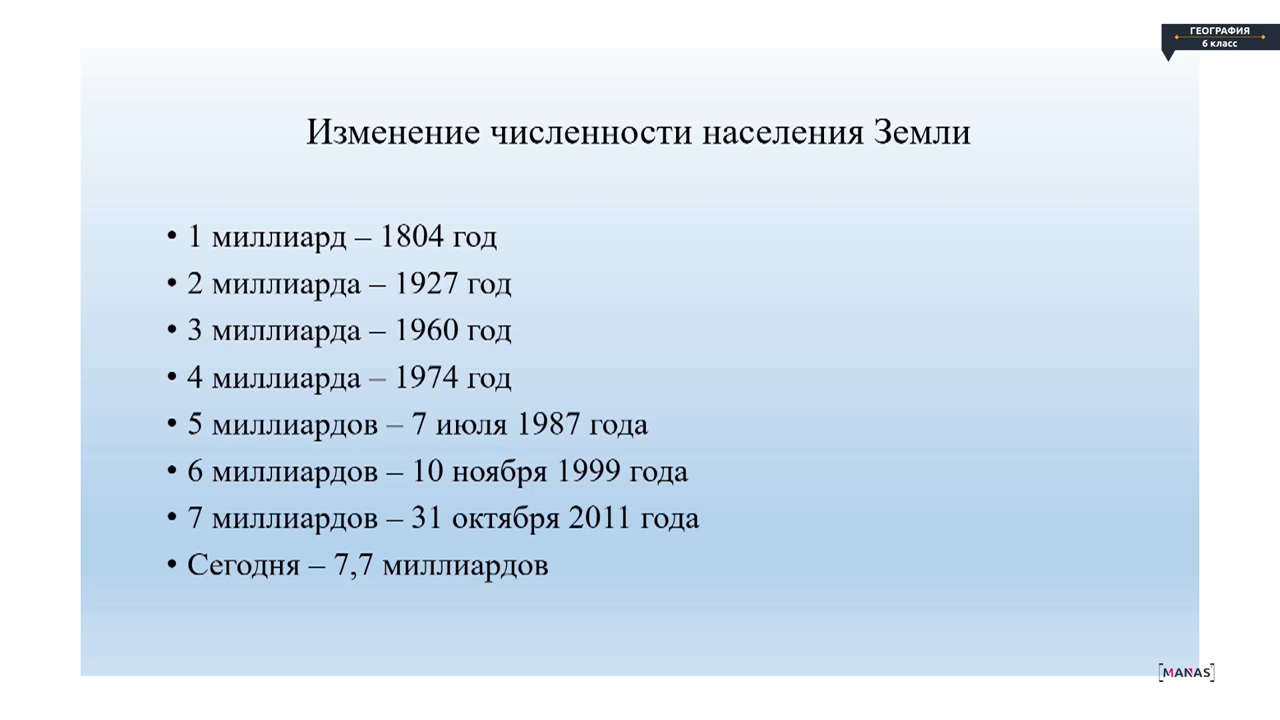 ГЕОГРАФИЯ
6 класс
Изменение численности населения Земли
• 1 миллиард – 1804 год
• 2 миллиарда – 1927 год
• 3 миллиарда – 1960 год
• 4 миллиарда – 1974 год
• 5 миллиардов – 7 июля 1987 года
• 6 миллиардов – 10 ноября 1999 года
• 7 миллиардов – 31 октября 2011 года
• Сегодня – 7,7 миллиардов
[MANAS]